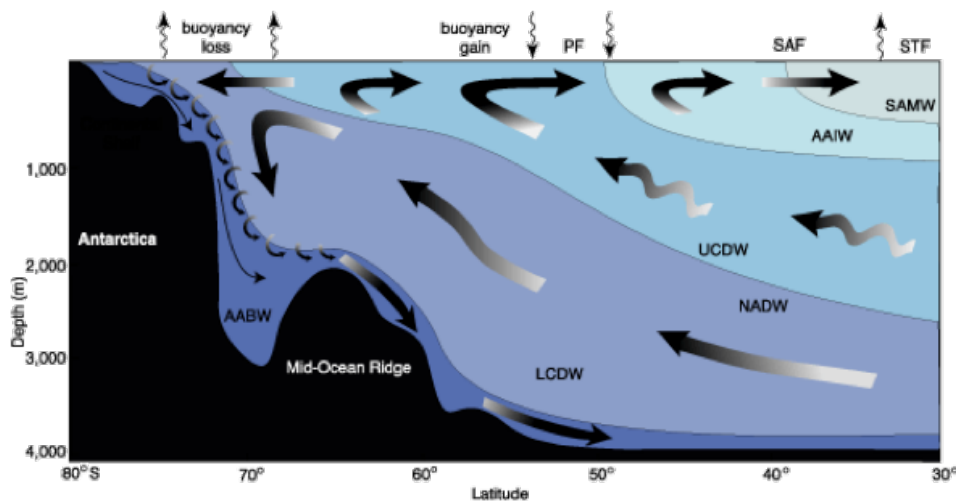 buoyancy
loss
buoyancy
gain
PF
SAF
STF
SAMW
AAIW
1,000
Antarctica
UCDW
2,000
NADW
AABW
Depth (m)
3,000
Mid-Ocean Ridge
LCDW
4,000
80°S
70°
60°
50°
40°
30°
Latitude